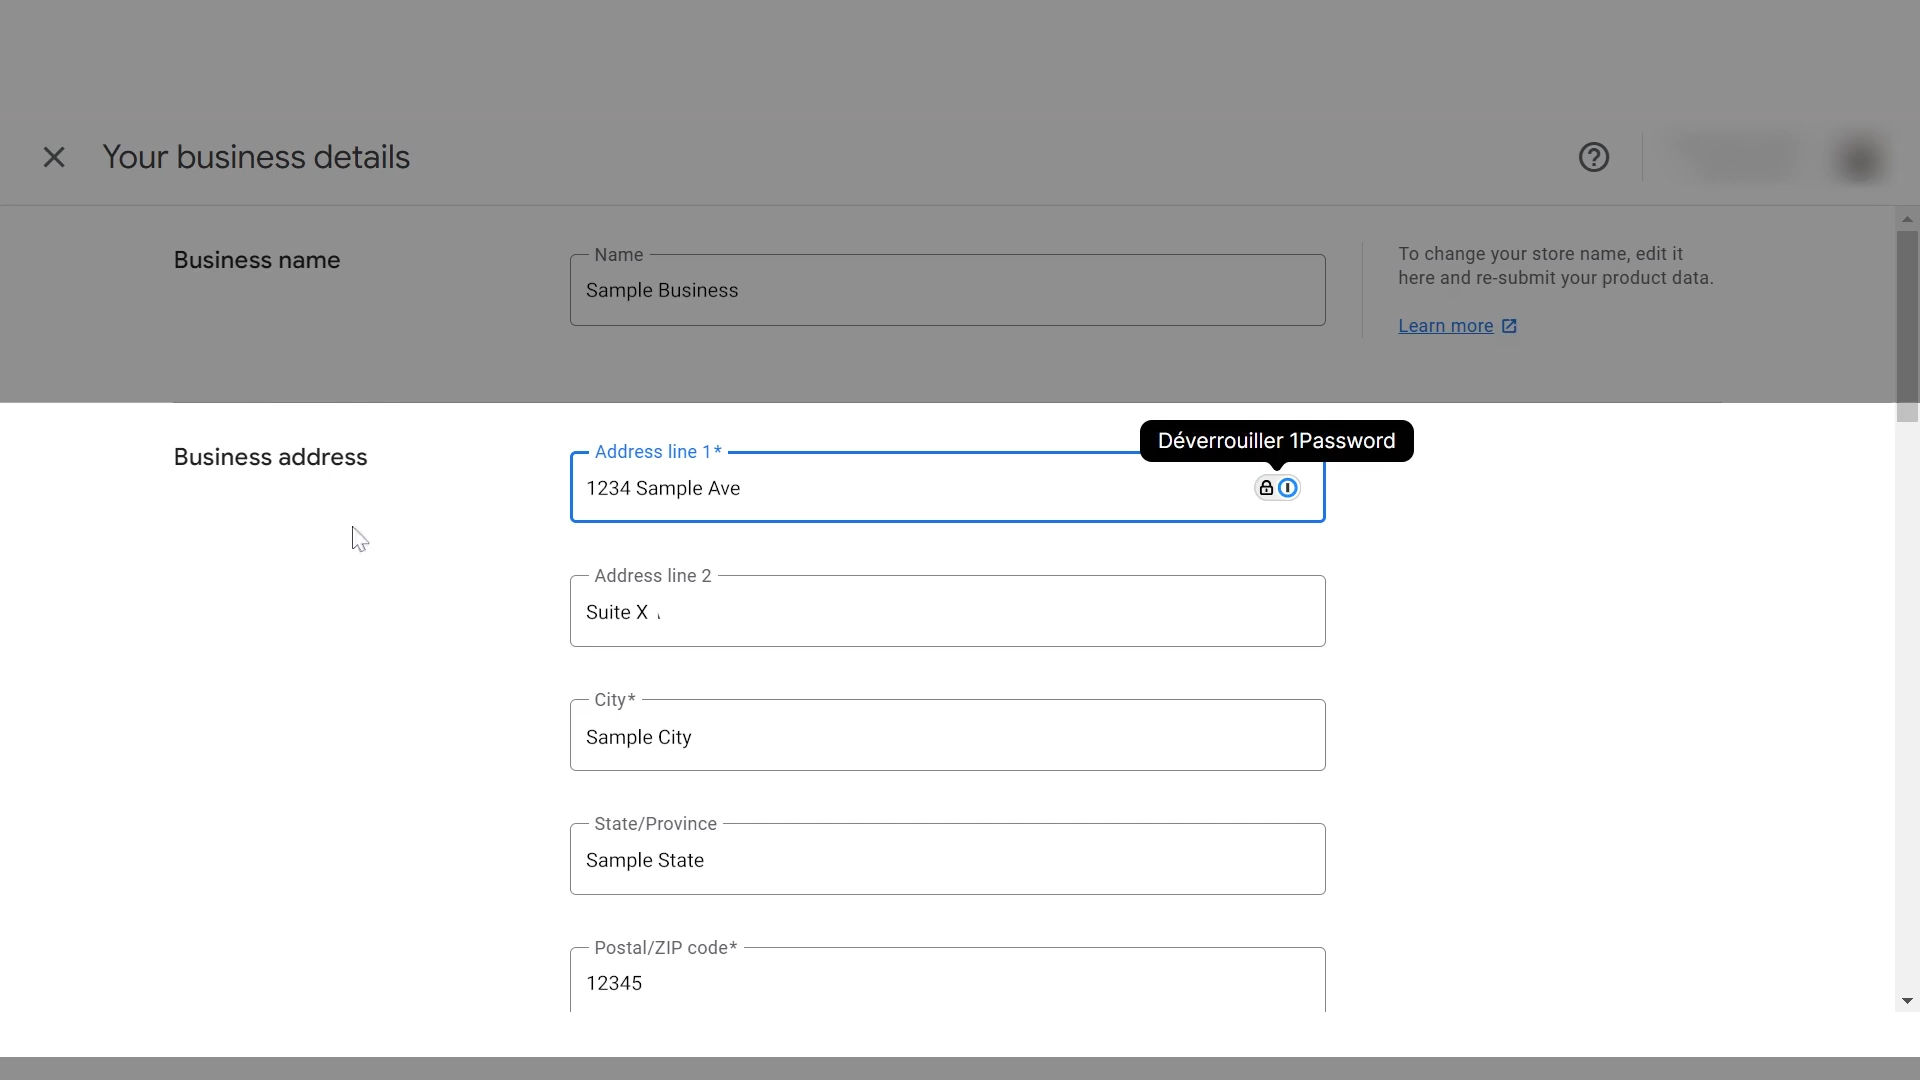 Your business details
Business name
Name
Sample Business
To change your store name, edit it
here and re-submit your product data.
Learn more
Business address
Address line 1*
Déverrouiller 1Password
1234 Sample Ave
Address line 2
Suite X
City*
Sample City
State/Province
Sample State
Postal/ZIP code*
12345